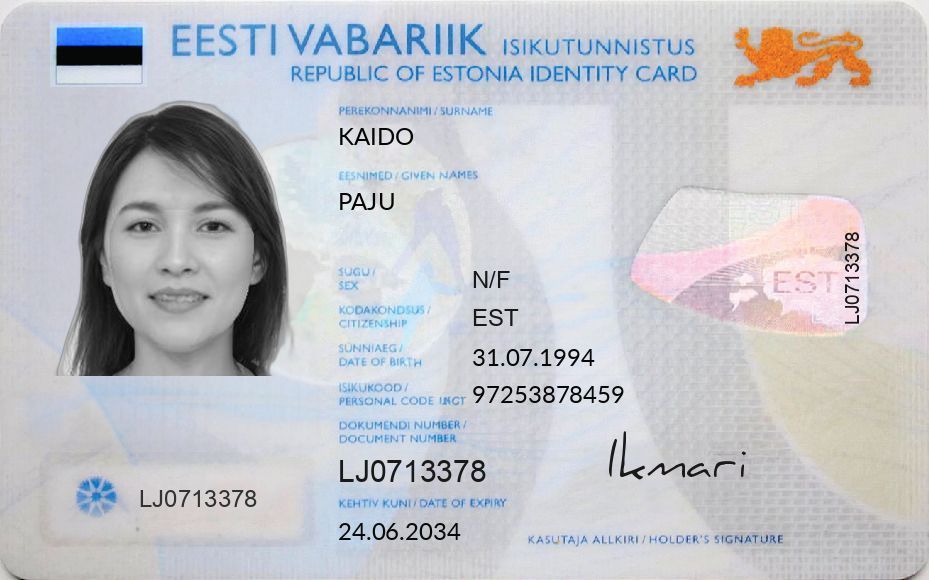 EESTI VABARIIK ISIKUTUNNISTUS
REPUBLIC OF ESTONIA IDENTITY CARD
PEREKONNANIMI / SURNAME
KAIDO
EESNIMED / GIVEN NAMES
PAJU
SUGU /
SEX
N/F
KODAKONDSUS /
CITIZENSHIP
EST
SÜNNIAEG /
DATE OF BIRTH
31.07.1994
ISIKUKOOD /
PERSONAL CODE
97253878459
DOKUMENDI NUMBER /
DOCUMENT NUMBER
LJ0713378
KEHTIV KUNI / DATE OF EXPIRY
24.06.2034
LJ0713378
EST
LJ0713378
Ikmari
KASUTAJA ALLKIRI / HOLDER'S SIGNATURE